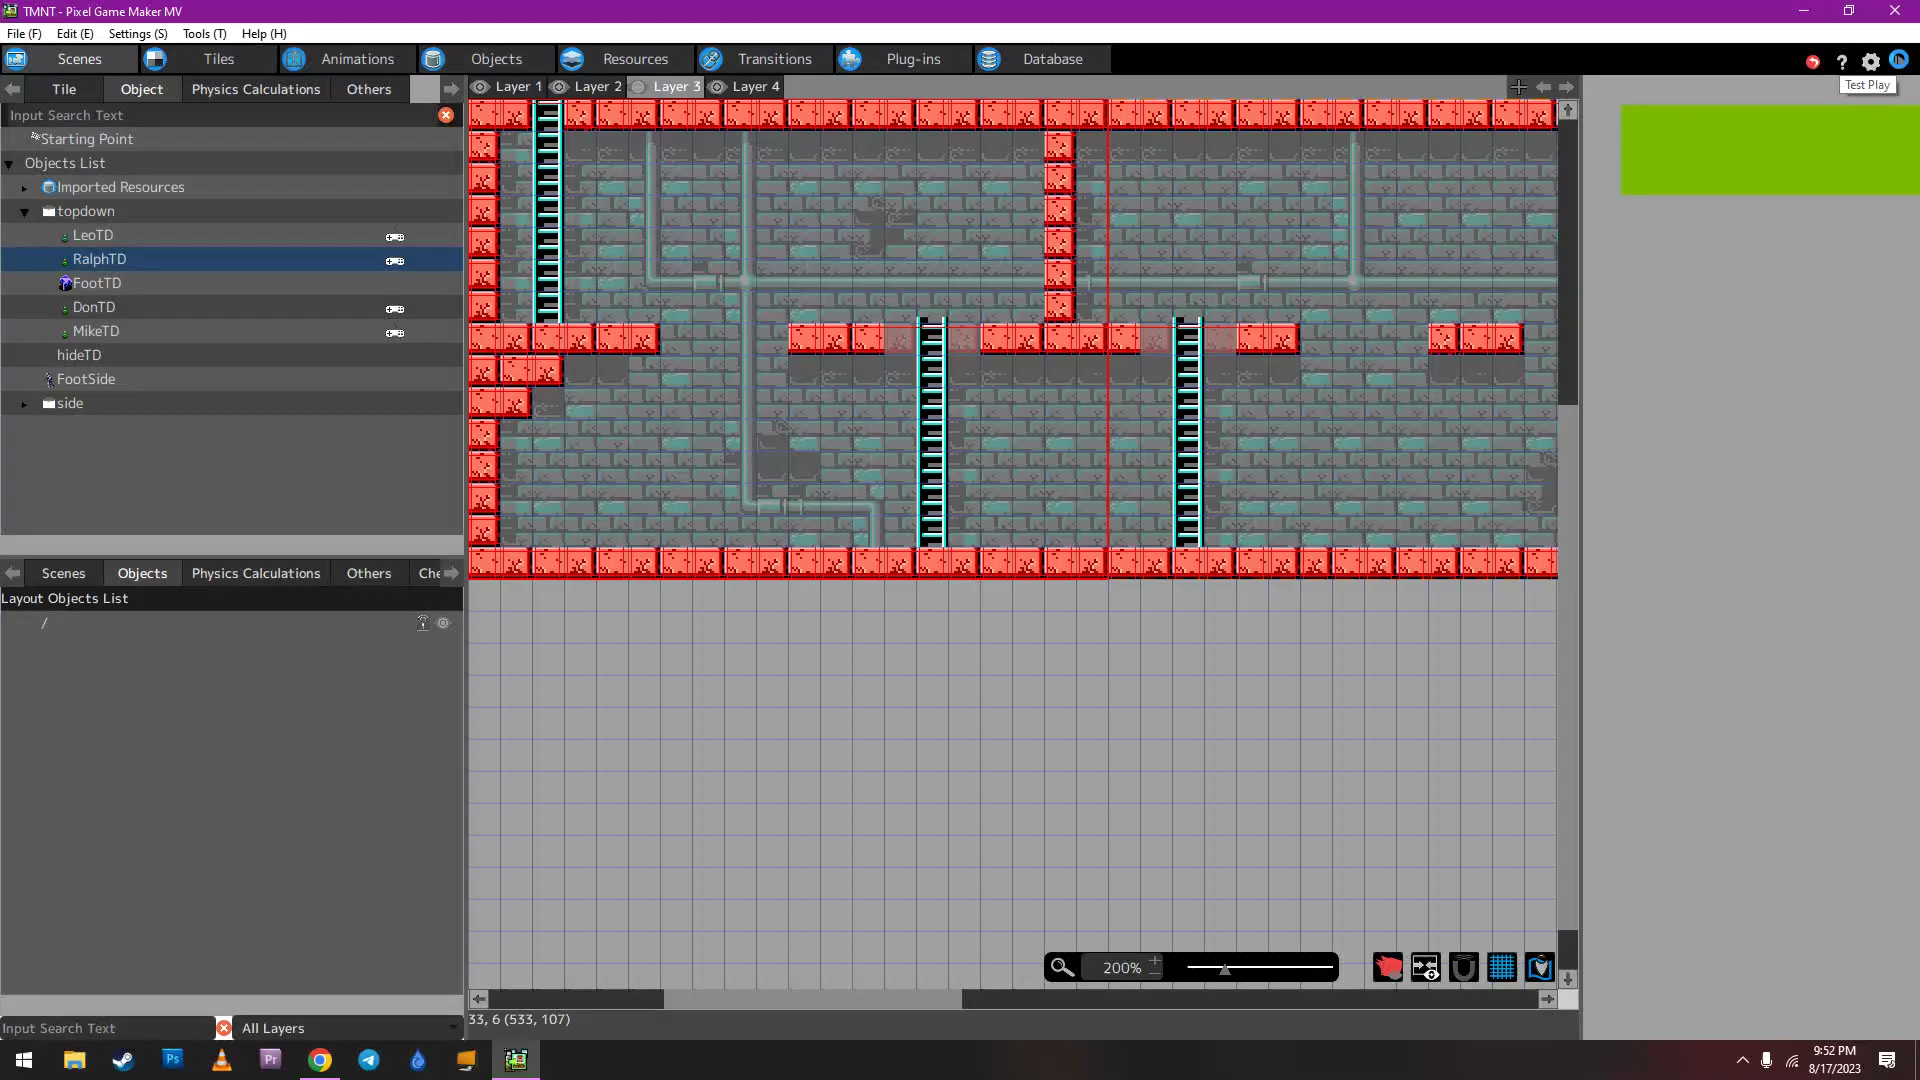 TMNT - Pixel Game Maker MV
File (F) Edit (E) Settings (S) Tools (T) Help (H)
Scenes Tiles Animations Objects Resources Transitions Plug-ins Database
Test Play
Tile Object Physics Calculations Others
Layer 1 Layer 2 Layer 3 Layer 4
Input Search Text
Starting Point
Objects List
Imported Resources
topdown
LeoTD
RalphTD
FootTD
DonTD
MikeTD
hideTD
FootSide
side
Scenes Objects Physics Calculations Others Che
Layout Objects List
/
200%
Input Search Text All Layers
33, 6 (533, 107)
Ps Pr
9:52 PM
8/17/2023